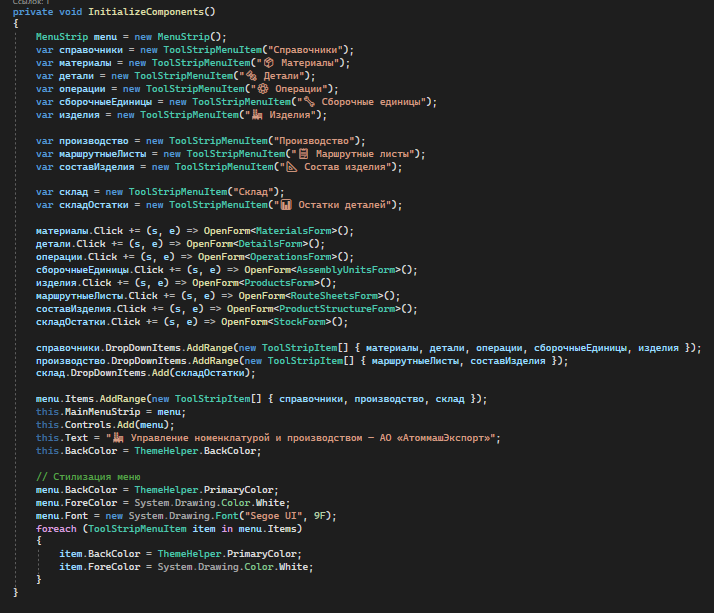 Ссылок: 1
private void InitializeComponents()
{
MenuStrip menu = new MenuStrip();
var справочники = new ToolStripMenuItem("Справочники");
var материалы = new ToolStripMenuItem("📦 Материалы");
var детали = new ToolStripMenuItem("🔩 Детали");
var операции = new ToolStripMenuItem("⚙ Операции");
var сборочныеЕдиницы = new ToolStripMenuItem("🔧 Сборочные единицы");
var изделия = new ToolStripMenuItem("🏭 Изделия");
var производство = new ToolStripMenuItem("Производство");
var маршрутныеЛисты = new ToolStripMenuItem("📋 Маршрутные листы");
var составИзделия = new ToolStripMenuItem("📐 Состав изделия");
var склад = new ToolStripMenuItem("Склад");
var складОстатки = new ToolStripMenuItem("📊 Остатки деталей");
материалы.Click += (s, e) => OpenForm<MaterialsForm>();
детали.Click += (s, e) => OpenForm<DetailsForm>();
операции.Click += (s, e) => OpenForm<OperationsForm>();
сборочныеЕдиницы.Click += (s, e) => OpenForm<AssemblyUnitsForm>();
изделия.Click += (s, e) => OpenForm<ProductsForm>();
маршрутныеЛисты.Click += (s, e) => OpenForm<RouteSheetsForm>();
составИзделия.Click += (s, e) => OpenForm<ProductStructureForm>();
складОстатки.Click += (s, e) => OpenForm<StockForm>();
справочники.DropDownItems.AddRange(new ToolStripItem[] { материалы, детали, операции, сборочныеЕдиницы, изделия });
производство.DropDownItems.AddRange(new ToolStripItem[] { маршрутныеЛисты, составИзделия });
склад.DropDownItems.Add(складОстатки);
menu.Items.AddRange(new ToolStripItem[] { справочники, производство, склад });
this.MainMenuStrip = menu;
this.Controls.Add(menu);
this.Text = "🏭 Управление номенклатурой и производством — АО «АтоммашЭкспорт»";
this.BackColor = ThemeHelper.BackColor;
// Стилизация меню
menu.BackColor = ThemeHelper.PrimaryColor;
menu.ForeColor = System.Drawing.Color.White;
menu.Font = new System.Drawing.Font("Segoe UI", 9F);
foreach (ToolStripMenuItem item in menu.Items)
{
item.BackColor = ThemeHelper.PrimaryColor;
item.ForeColor = System.Drawing.Color.White;
}
}